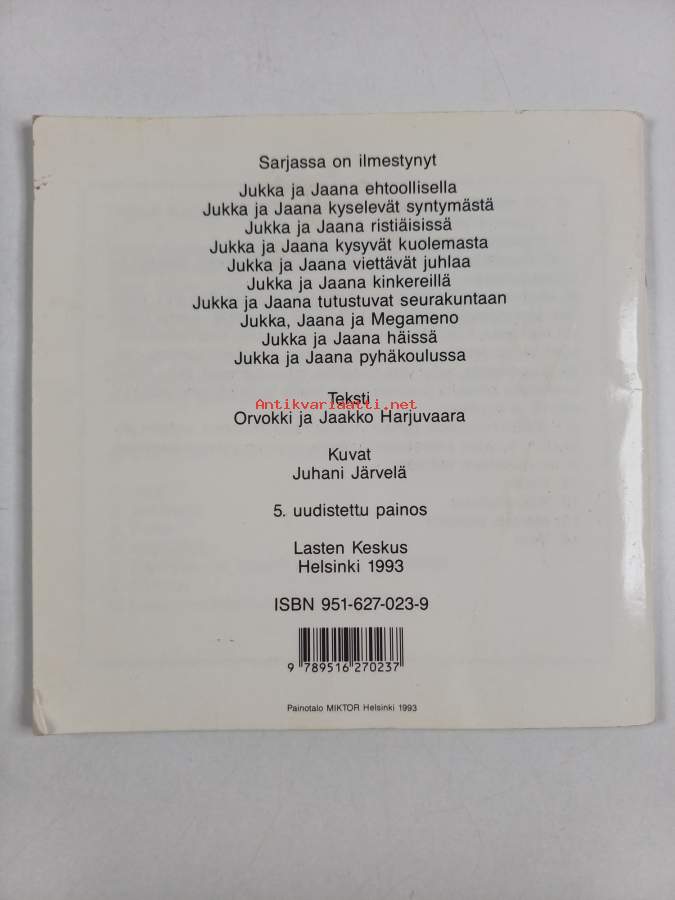 Sarjassa on ilmestynyt
Jukka ja Jaana ehtoollisella
Jukka ja Jaana kyselevät syntymästä
Jukka ja Jaana ristiäisissä
Jukka ja Jaana kysyvät kuolemasta
Jukka ja Jaana viettävät juhlaa
Jukka ja Jaana kinkereillä
Jukka ja Jaana tutustuvat seurakuntaan
Jukka, Jaana ja Megameno
Jukka ja Jaana häissä
Jukka ja Jaana pyhäkoulussa
Teksti
Antikvariaatti.net
Orvokki ja Jaakko Harjuvaara
Kuvat
Juhani Järvelä
5. uudistettu painos
Lasten Keskus
Helsinki 1993
ISBN 951-627-023-9
9 789516 270237
Painotalo MIKTOR Helsinki 1993